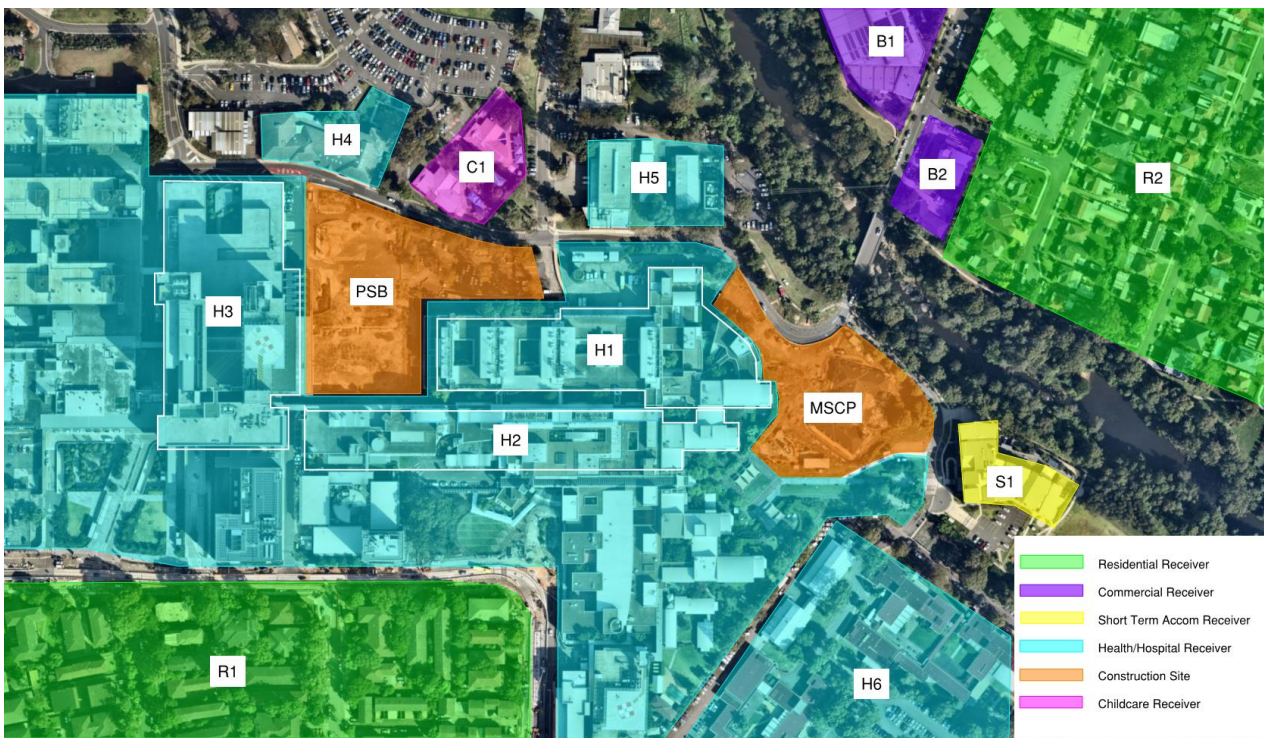 B1
H4
C1
H5
B2
R2
PSB
H3
H1
MSCP
H2
S1
R1
H6
Residential Receiver
Commercial Receiver
Short Term Accom Receiver
Health/Hospital Receiver
Construction Site
Childcare Receiver